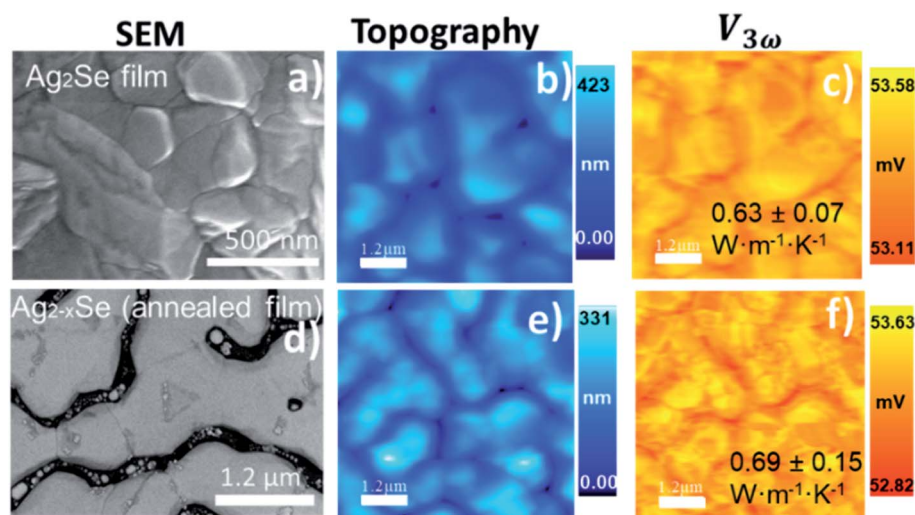 SEM
Topography
V3ω
Ag2Se film
a)
500 nm
b)
1.2μm
423
nm
0.00
c)
0.63 ± 0.07
W·m-1·K-1
1.2μm
53.58
mV
53.11
Ag2-xSe (annealed film)
d)
1.2 μm
e)
1.2μm
331
nm
0.00
f)
0.69 ± 0.15
W·m-1·K-1
1.2μm
53.63
mV
52.82